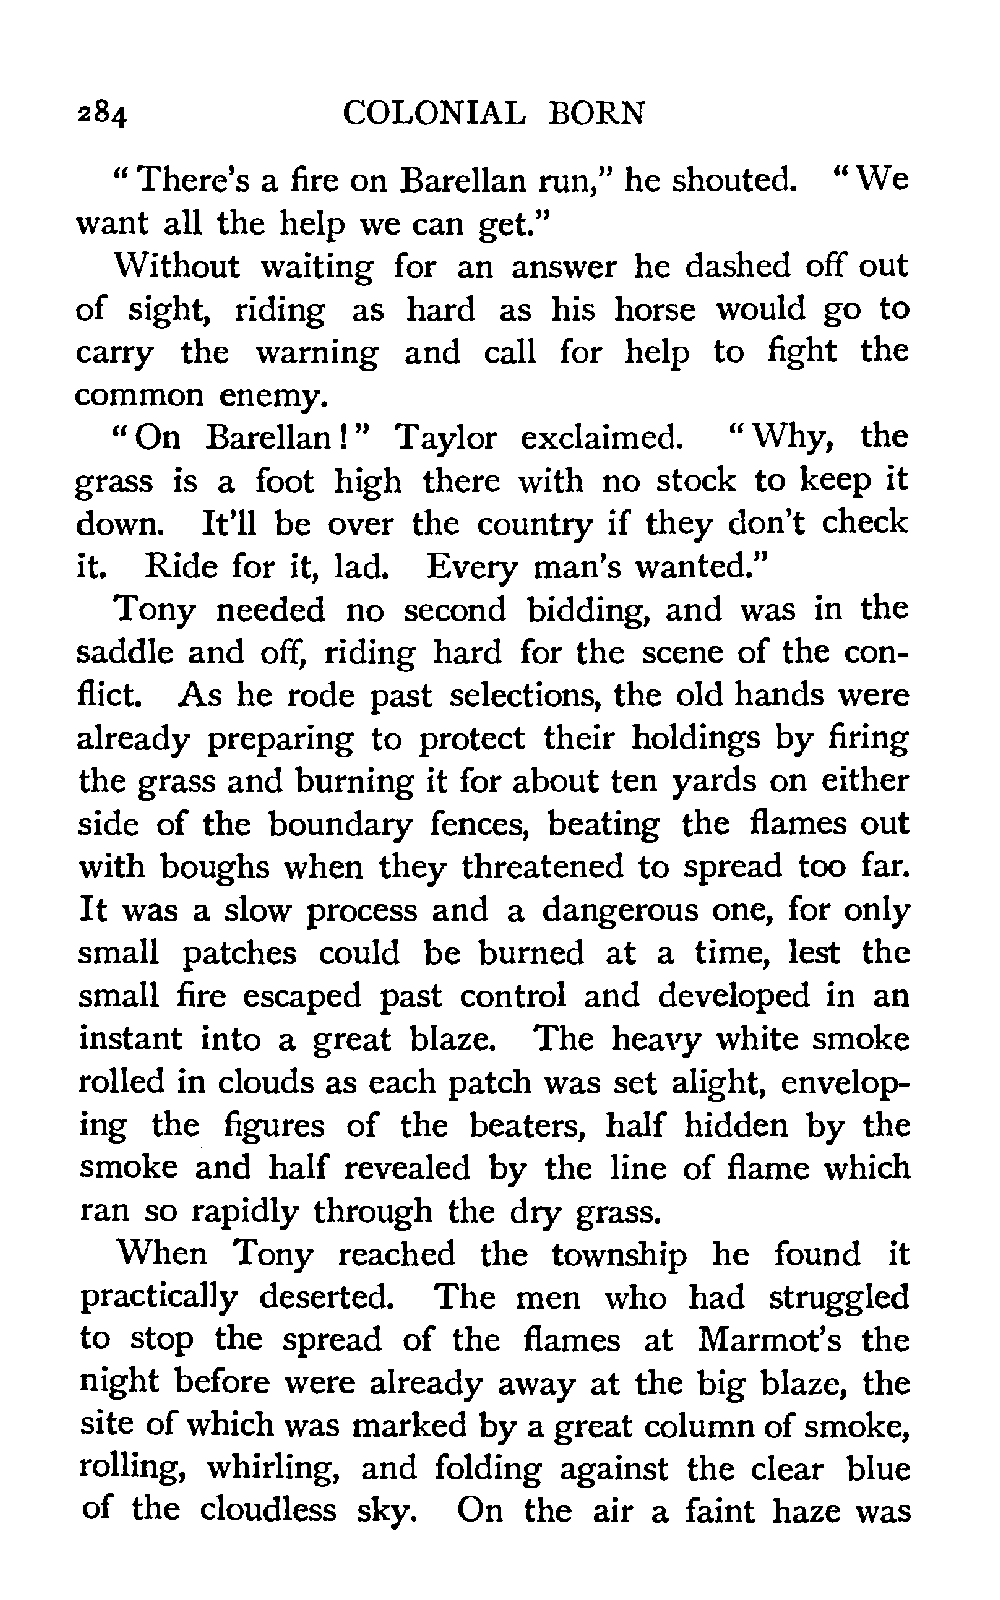 284 COLONIAL BORN
" There's a fire on Barellan run," he shouted. " We
want all the help we can get."
Without waiting for an answer he dashed off out
of sight, riding as hard as his horse would go to
carry the warning and call for help to fight the
common enemy.
" On Barellan ! " Taylor exclaimed. " Why, the
grass is a foot high there with no stock to keep it
down. It'll be over the country if they don't check
it. Ride for it, lad. Every man's wanted."
Tony needed no second bidding, and was in the
saddle and off, riding hard for the scene of the con-
flict. As he rode past selections, the old hands were
already preparing to protect their holdings by firing
the grass and burning it for about ten yards on either
side of the boundary fences, beating the flames out
with boughs when they threatened to spread too far.
It was a slow process and a dangerous one, for only
small patches could be burned at a time, lest the
small fire escaped past control and developed in an
instant into a great blaze. The heavy white smoke
rolled in clouds as each patch was set alight, envelop-
ing the figures of the beaters, half hidden by the
smoke and half revealed by the line of flame which
ran so rapidly through the dry grass.
When Tony reached the township he found it
practically deserted. The men who had struggled
to stop the spread of the flames at Marmot's the
night before were already away at the big blaze, the
site of which was marked by a great column of smoke,
rolling, whirling, and folding against the clear blue
of the cloudless sky. On the air a faint haze was